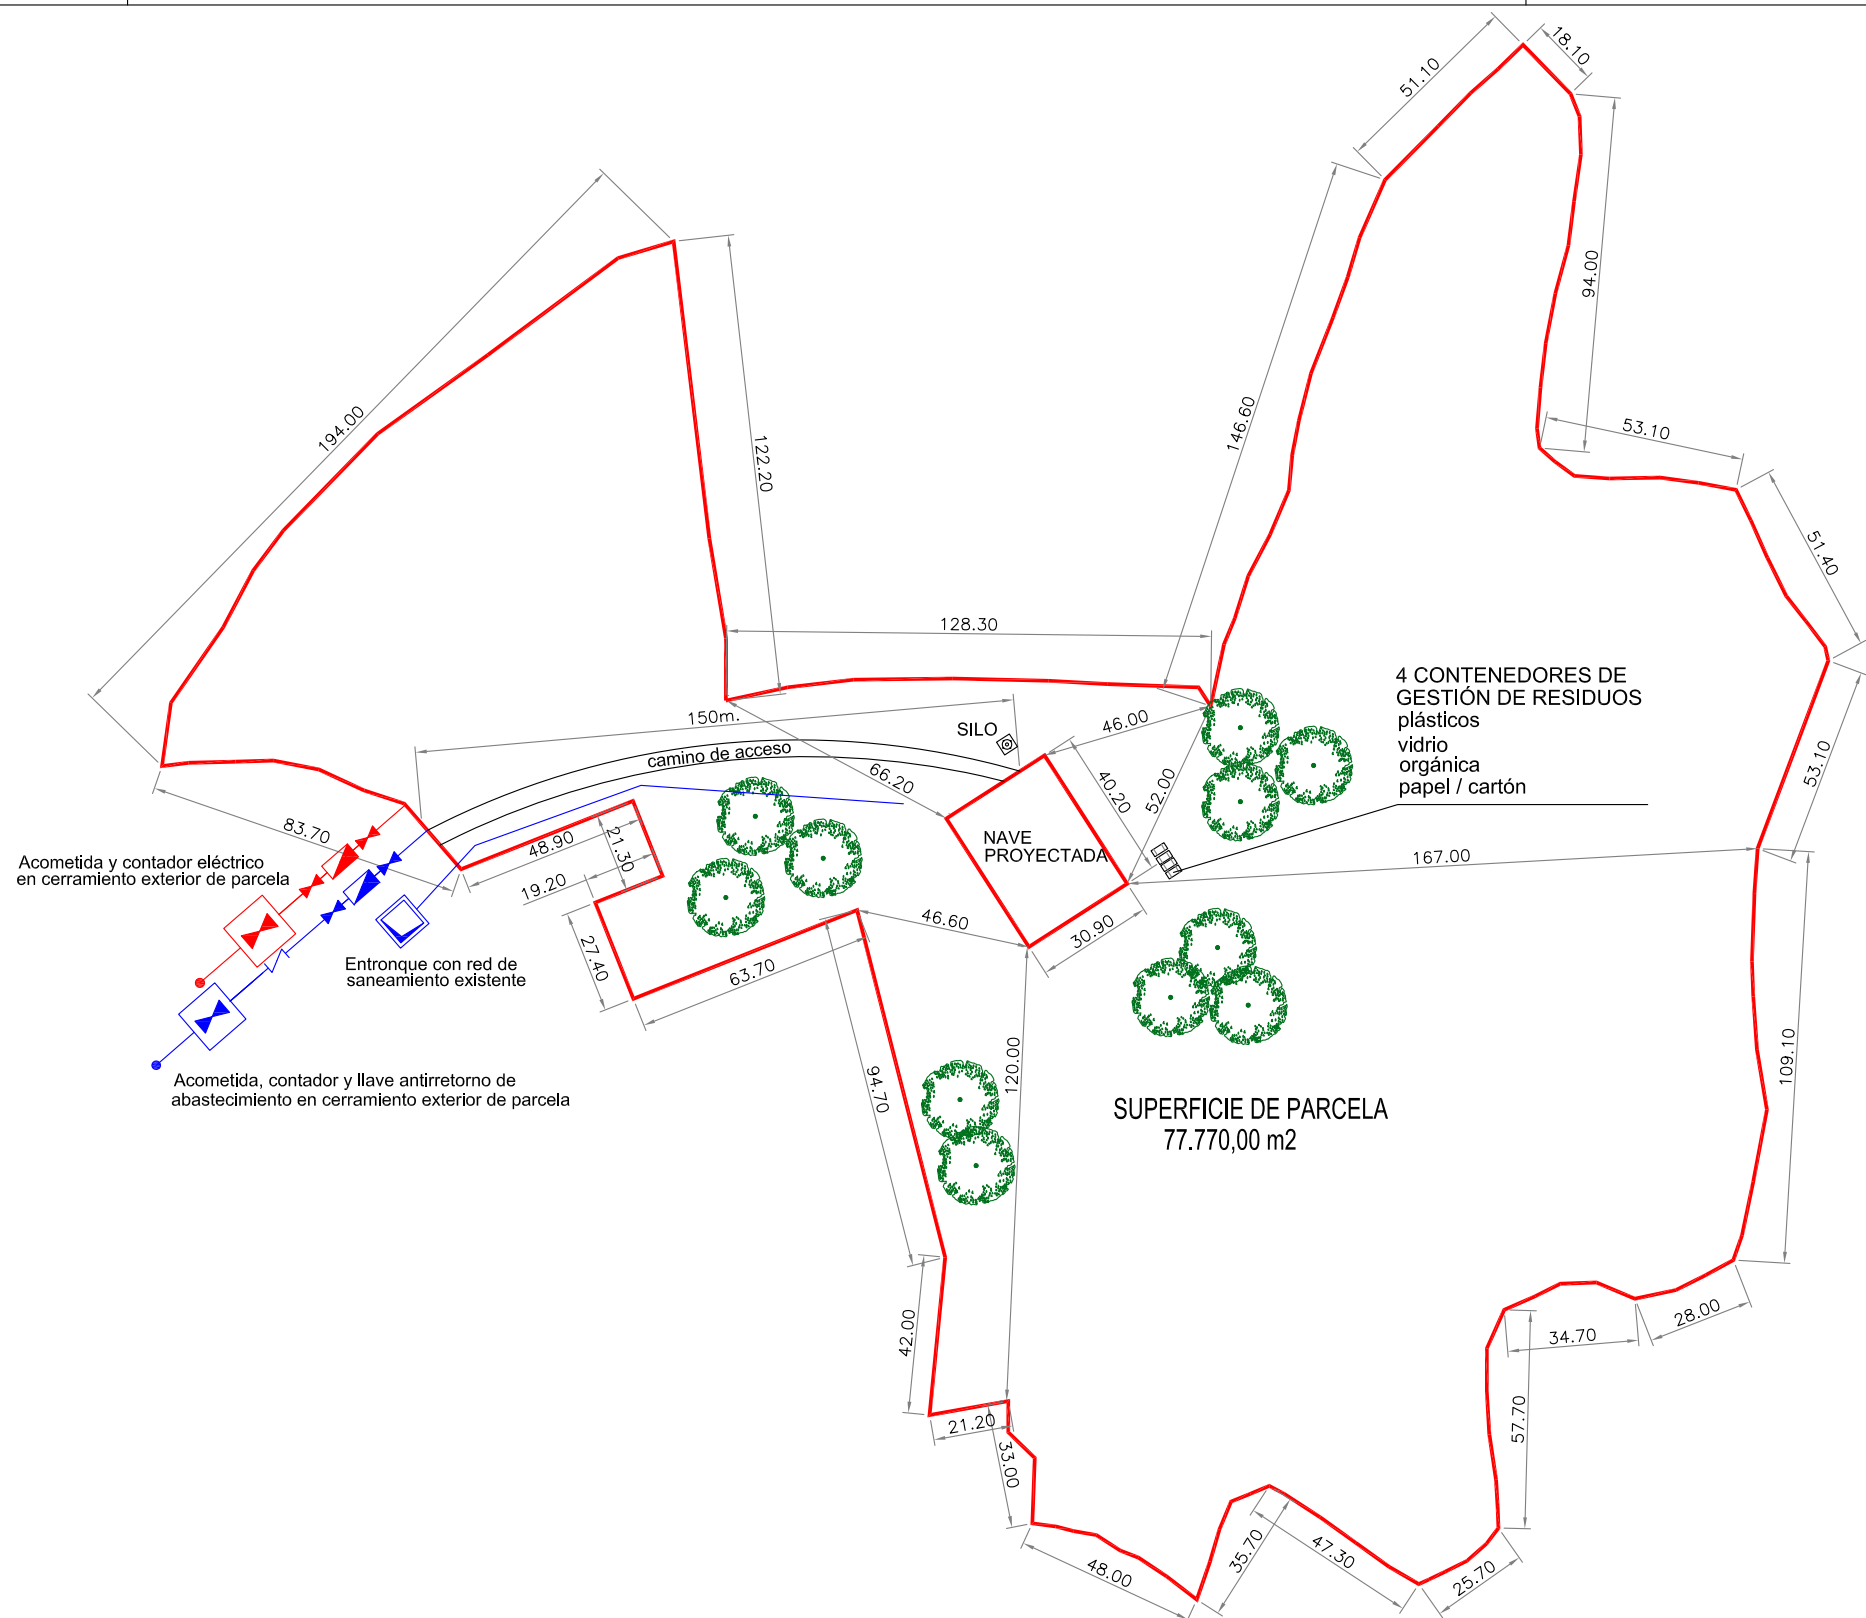 18.10
51.10
94.00
194.00
122.20
146.60
53.10
51.40
128.30
4 CONTENEDORES DE
GESTIÓN DE RESIDUOS
plásticos
vidrio
orgánica
papel / cartón
150m.
46.00
SILO
camino de acceso
66.20
40.20
52.00
53.10
83.70
48.90
21.30
NAVE
PROYECTADA
167.00
Acometida y contador eléctrico
en cerramiento exterior de parcela
19.20
27.40
46.60
30.90
63.70
Entronque con red de
saneamiento existente
120.00
109.10
94.70
Acometida, contador y llave antirretorno de
abastecimiento en cerramiento exterior de parcela
SUPERFICIE DE PARCELA
77.770,00 m2
42.00
28.00
34.70
57.70
21.20
33.00
35.70
47.30
48.00
25.70